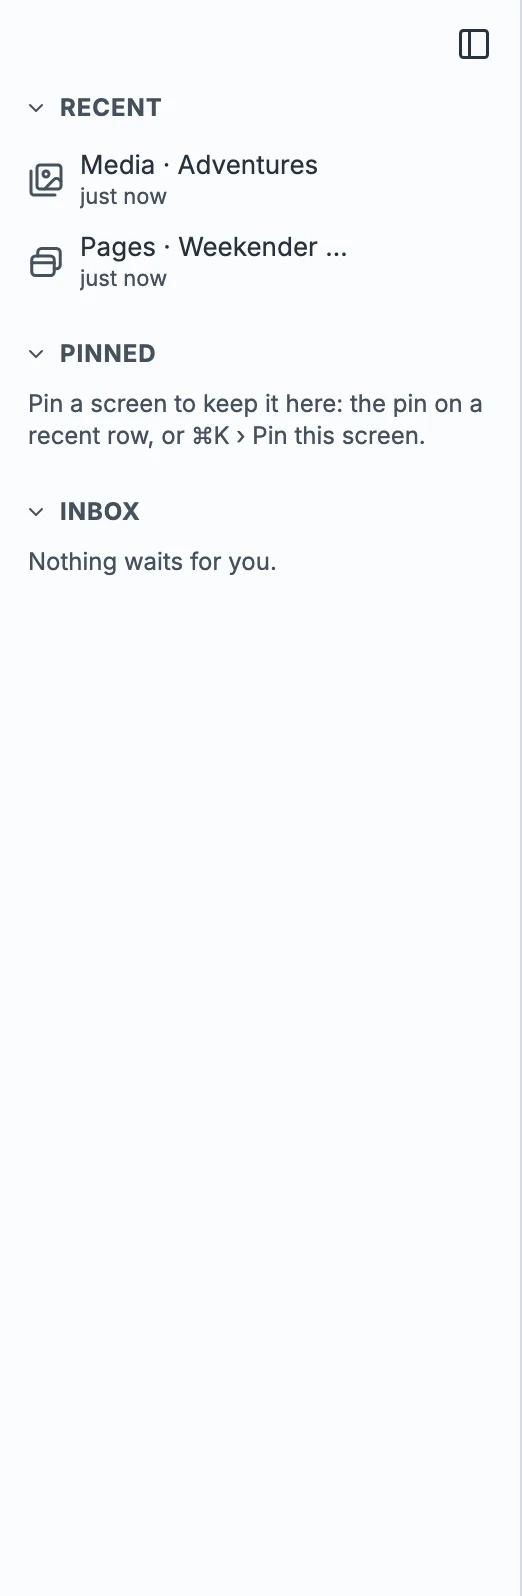 RECENT
Media · Adventures
just now
Pages · Weekender ...
just now
PINNED
Pin a screen to keep it here: the pin on a
recent row, or ⌘K › Pin this screen.
INBOX
Nothing waits for you.